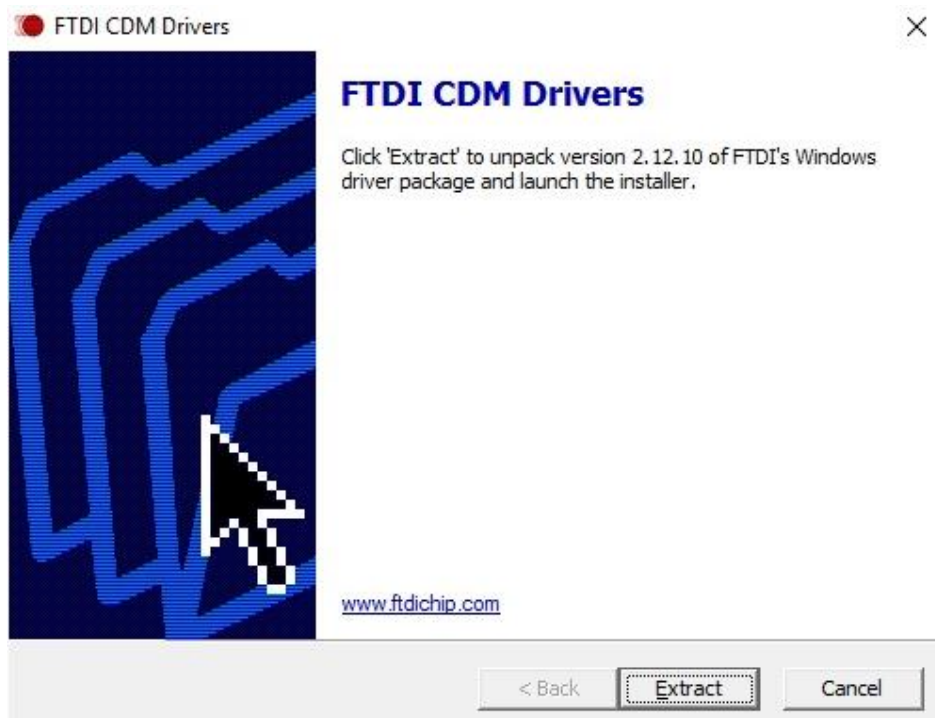 FTDI CDM Drivers
FTDI CDM Drivers
Click 'Extract' to unpack version 2.12.10 of FTDI's Windows
driver package and launch the installer.
www.ftdichip.com
< Back Extract Cancel